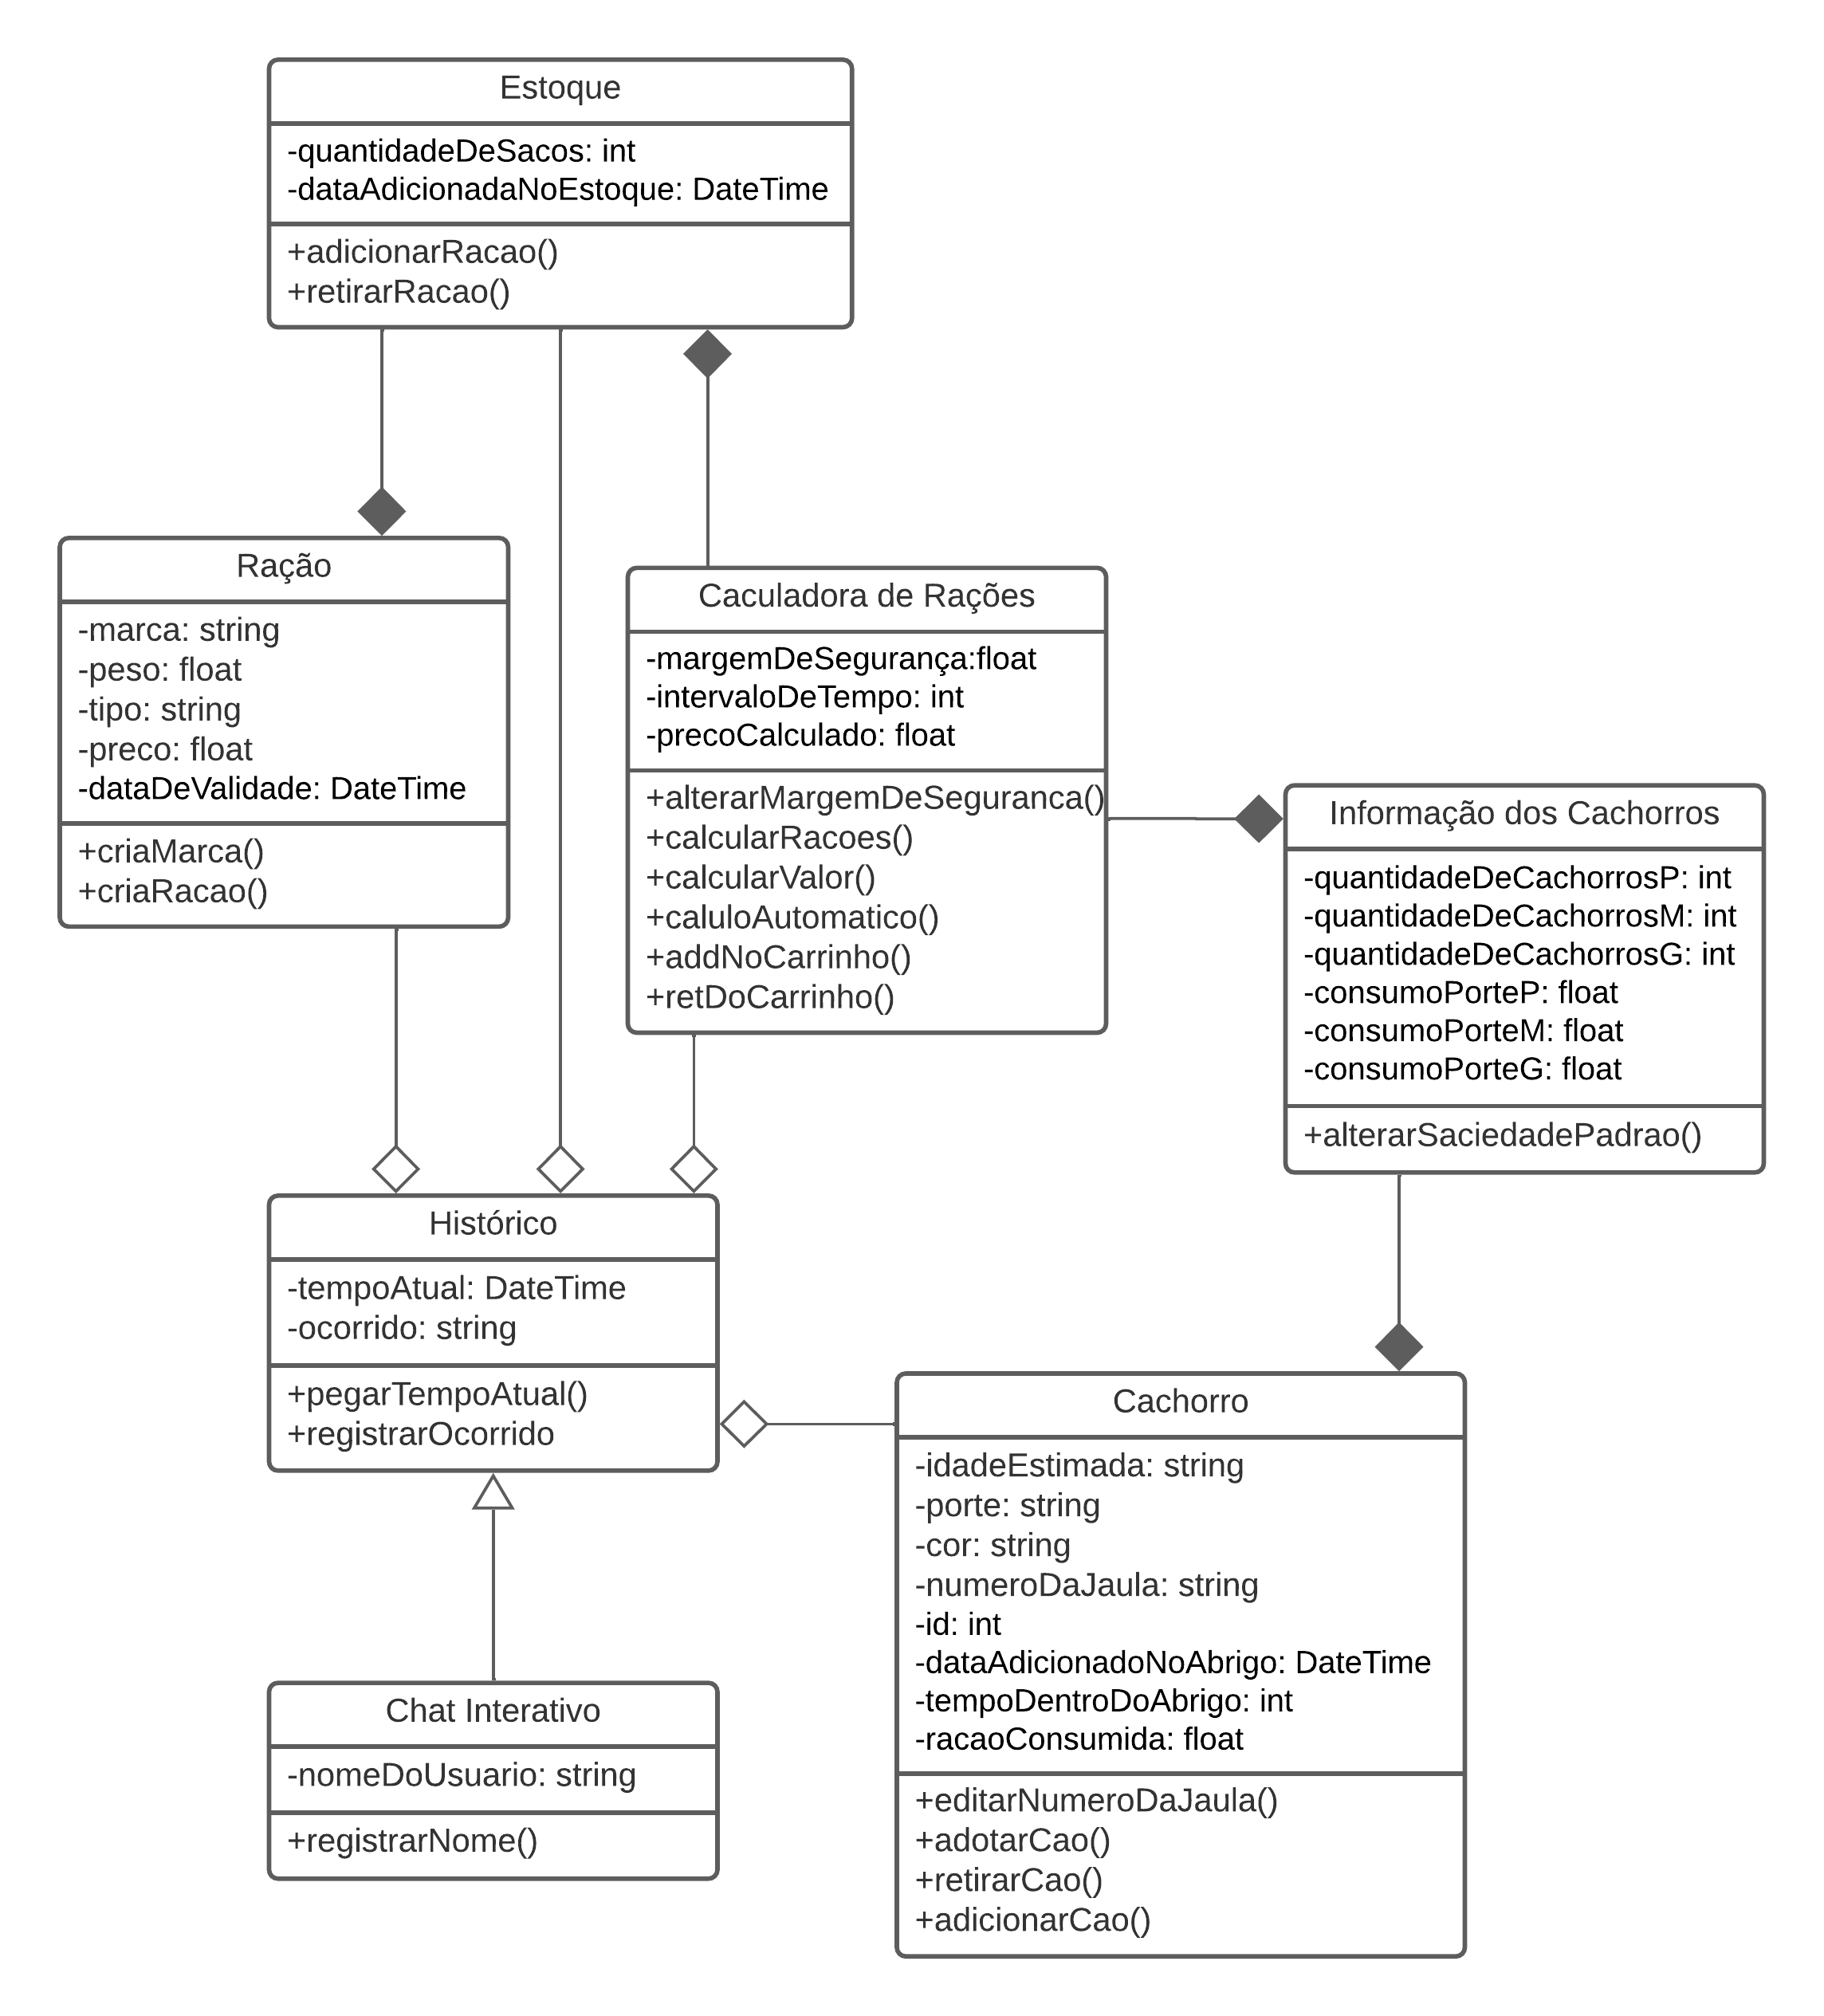 Estoque
-quantidadeDeSacos: int
-dataAdicionadaNoEstoque: DateTime
+adicionarRacao()
+retirarRacao()
Ração
-marca: string
-peso: float
-tipo: string
-preco: float
-dataDeValidade: DateTime
+criaMarca()
+criaRacao()
Caculadora de Rações
-margemDeSegurança:float
-intervaloDeTempo: int
-precoCalculado: float
+alterarMargemDeSeguranca()
+calcularRacoes()
+calcularValor()
+caluloAutomatico()
+addNoCarrinho()
+retDoCarrinho()
Informação dos Cachorros
-quantidadeDeCachorrosP: int
-quantidadeDeCachorrosM: int
-quantidadeDeCachorrosG: int
-consumoPorteP: float
-consumoPorteM: float
-consumoPorteG: float
+alterarSaciedadePadrao()
Histórico
-tempoAtual: DateTime
-ocorrido: string
+pegarTempoAtual()
+registrarOcorrido
Cachorro
-idadeEstimada: string
-porte: string
-cor: string
-numeroDaJaula: string
-id: int
-dataAdicionadoNoAbrigo: DateTime
-tempoDentroDoAbrigo: int
-racaoConsumida: float
+editarNumeroDaJaula()
+adotarCao()
+retirarCao()
+adicionarCao()
Chat Interativo
-nomeDoUsuario: string
+registrarNome()